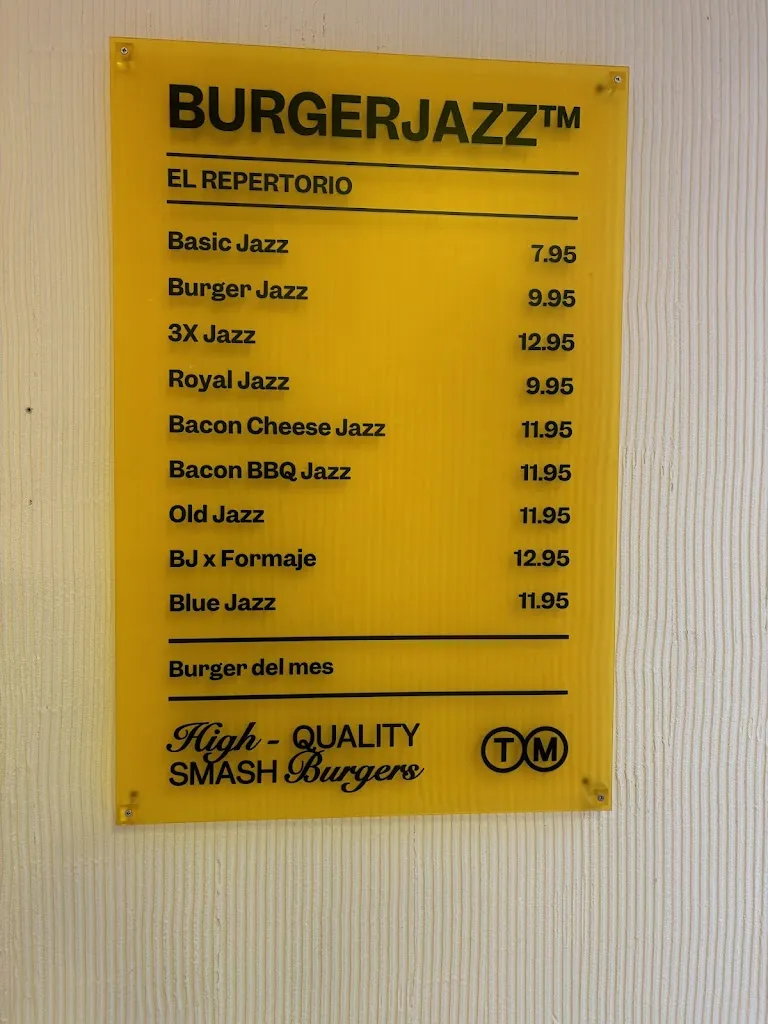 BURGERJAZZ™
EL REPERTORIO
Basic Jazz 7.95
Burger Jazz 9.95
3X Jazz 12.95
Royal Jazz 9.95
Bacon Cheese Jazz 11.95
Bacon BBQ Jazz 11.95
Old Jazz 11.95
BJ x Formaje 12.95
Blue Jazz 11.95
Burger del mes
High - QUALITY
SMASH Burgers
TM